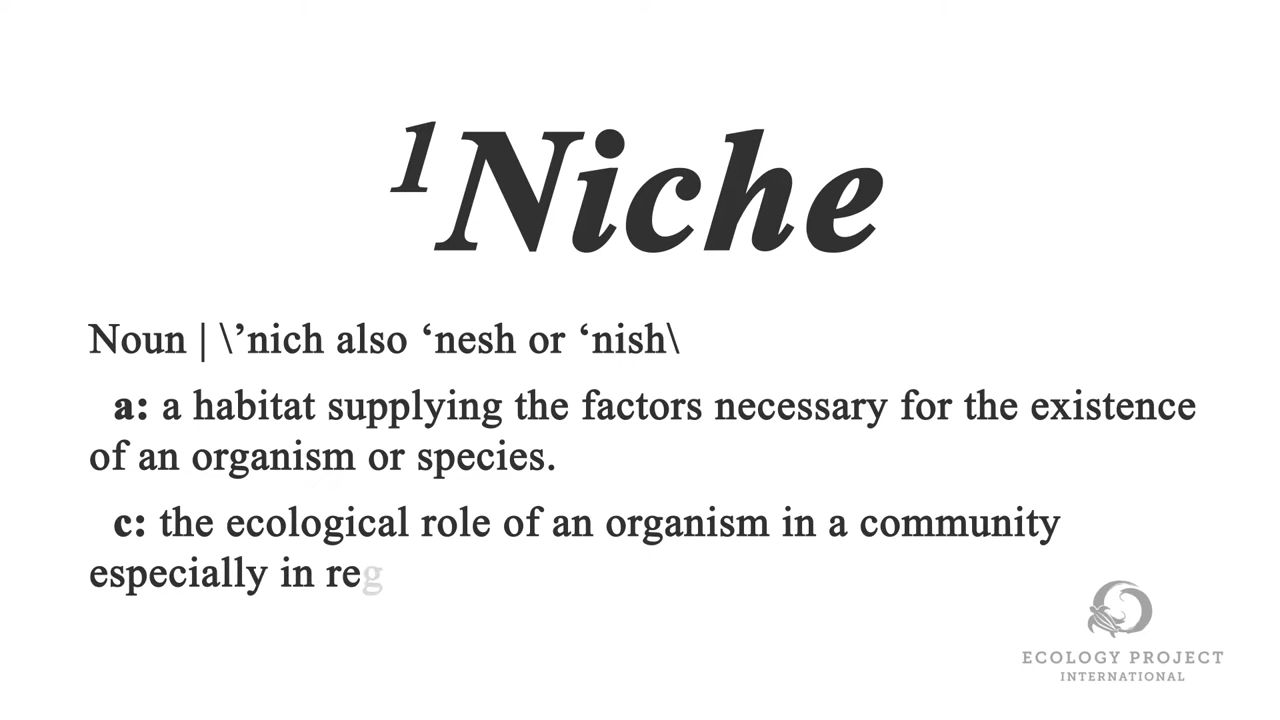 ¹Niche
Noun | \’nich also ‘nesh or ‘nish\
a: a habitat supplying the factors necessary for the existence
of an organism or species.
c: the ecological role of an organism in a community
especially in reg
ECOLOGY PROJECT
INTERNATIONAL